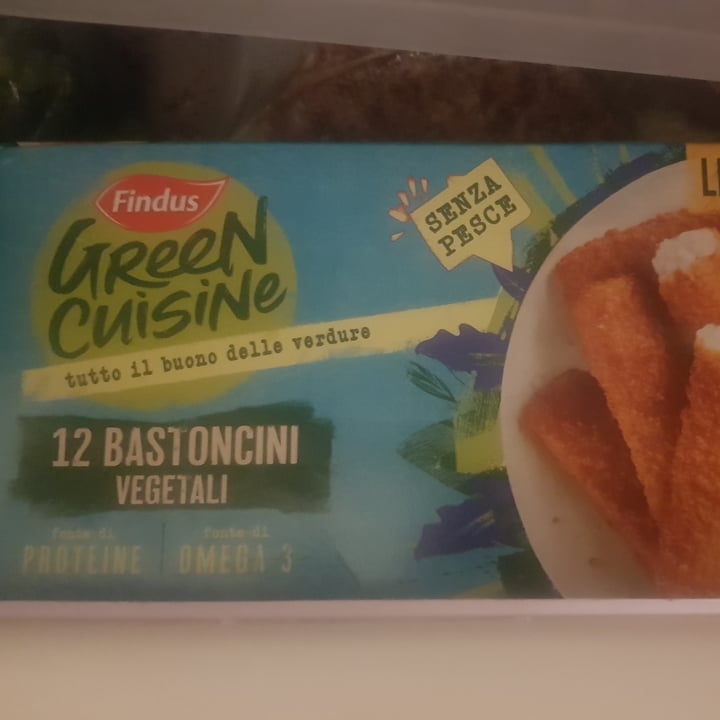 Findus
GREEN
CUISINE
tutto il buono delle verdure
SENZA
PESCE
12 BASTONCINI
VEGETALI
fonte di
PROTEINE
fonte di
OMEGA 3